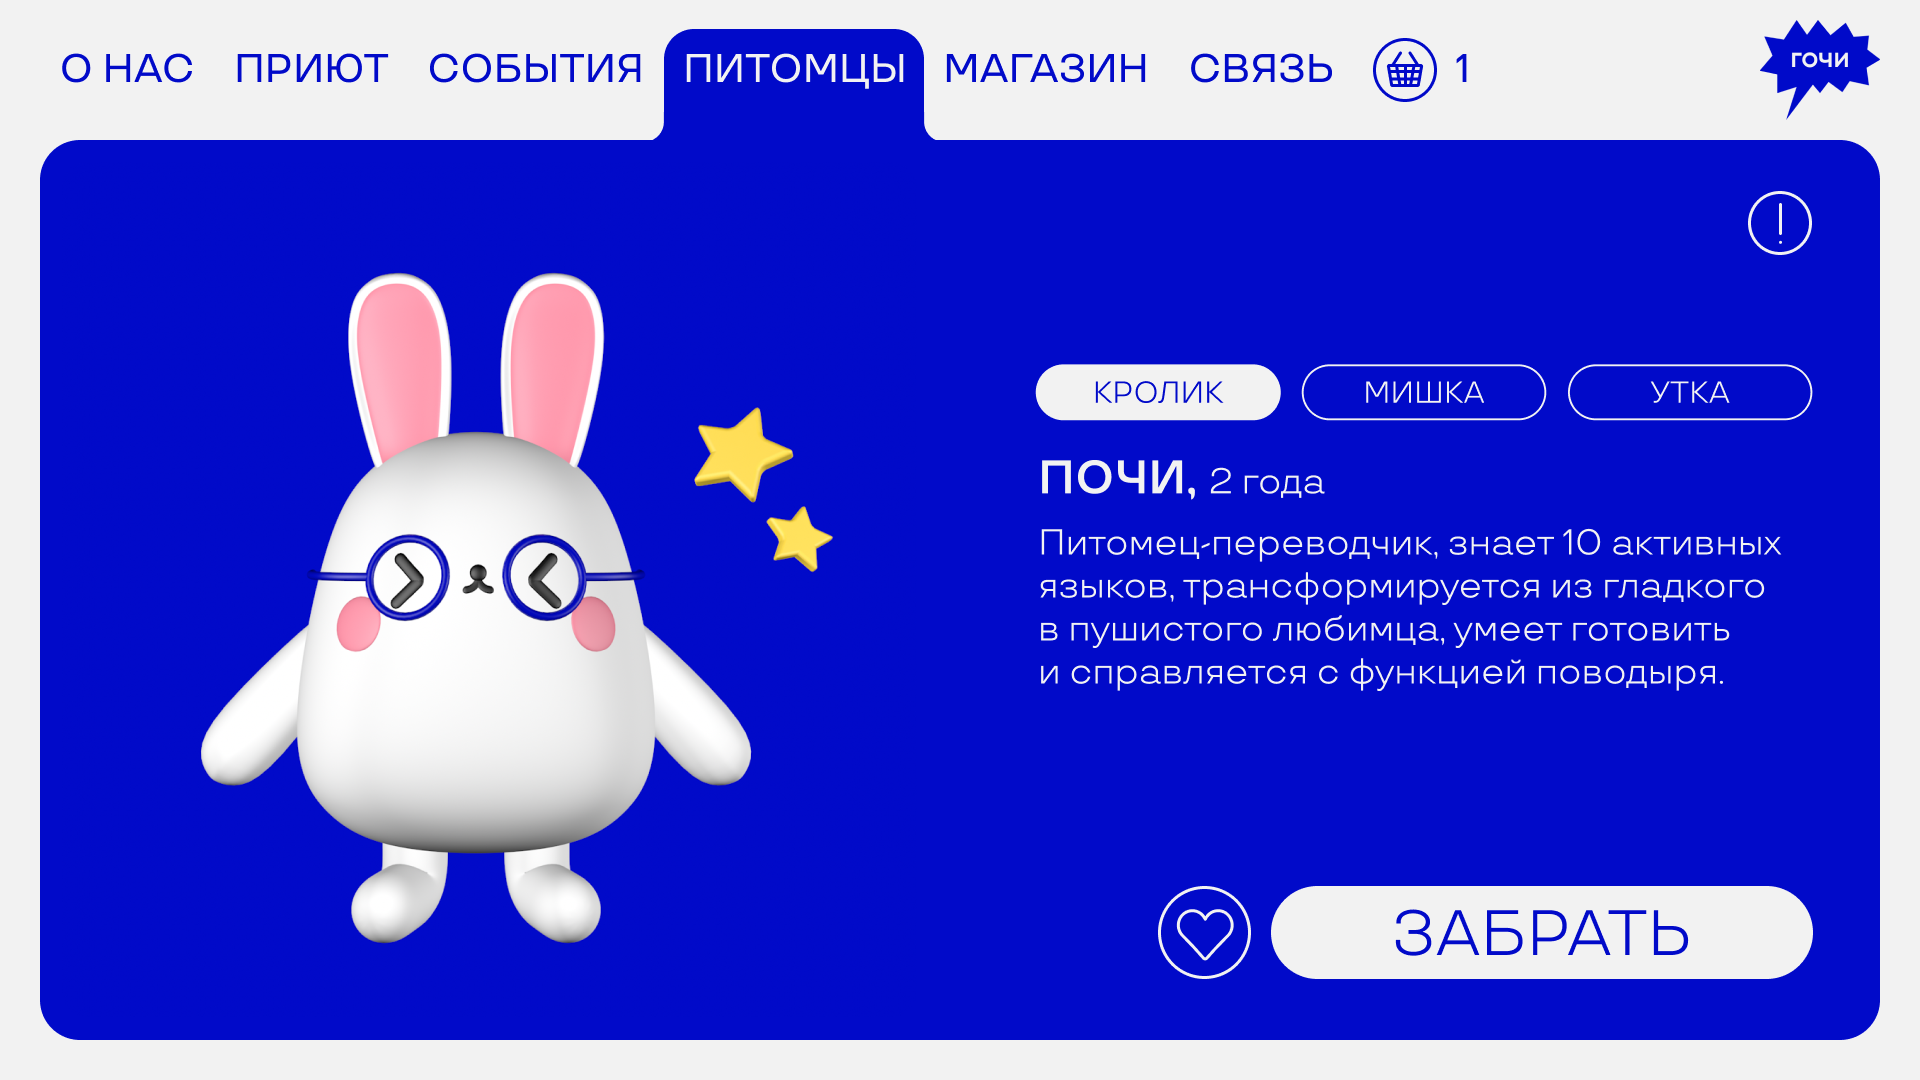 О НАС ПРИЮТ СОБЫТИЯ ПИТОМЦЫ МАГАЗИН СВЯЗЬ 1 ГОЧИ
!
КРОЛИК МИШКА УТКА
ПОЧИ, 2 года
Питомец-переводчик, знает 10 активных
языков, трансформируется из гладкого
в пушистого любимца, умеет готовить
и справляется с функцией поводыря.
ЗАБРАТЬ